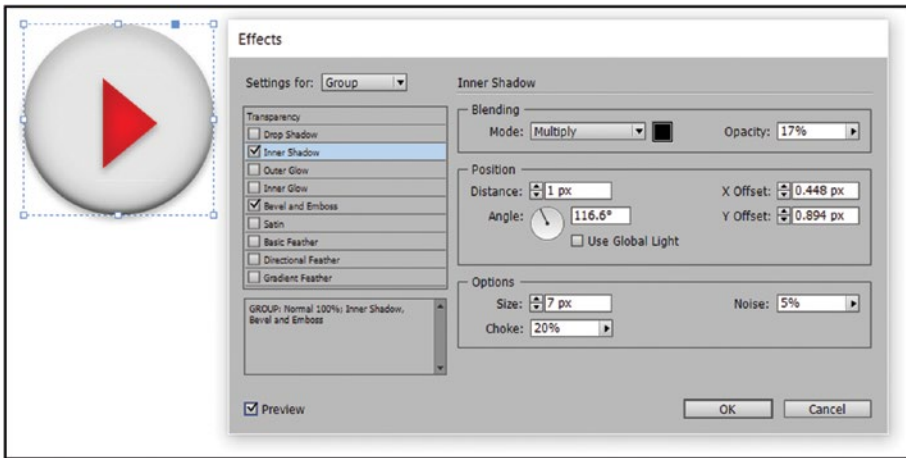 Effects
Settings for: Group
Transparency
Drop Shadow
Inner Shadow
Outer Glow
Inner Glow
Bevel and Emboss
Satin
Basic Feather
Directional Feather
Gradient Feather
GROUP: Normal 100%; Inner Shadow,
Bevel and Emboss
Preview
Inner Shadow
Blending
Mode: Multiply Opacity: 17%
Position
Distance: 1 px X Offset: 0.448 px
Angle: 116.6° Y Offset: 0.894 px
Use Global Light
Options
Size: 7 px Noise: 5%
Choke: 20%
OK Cancel